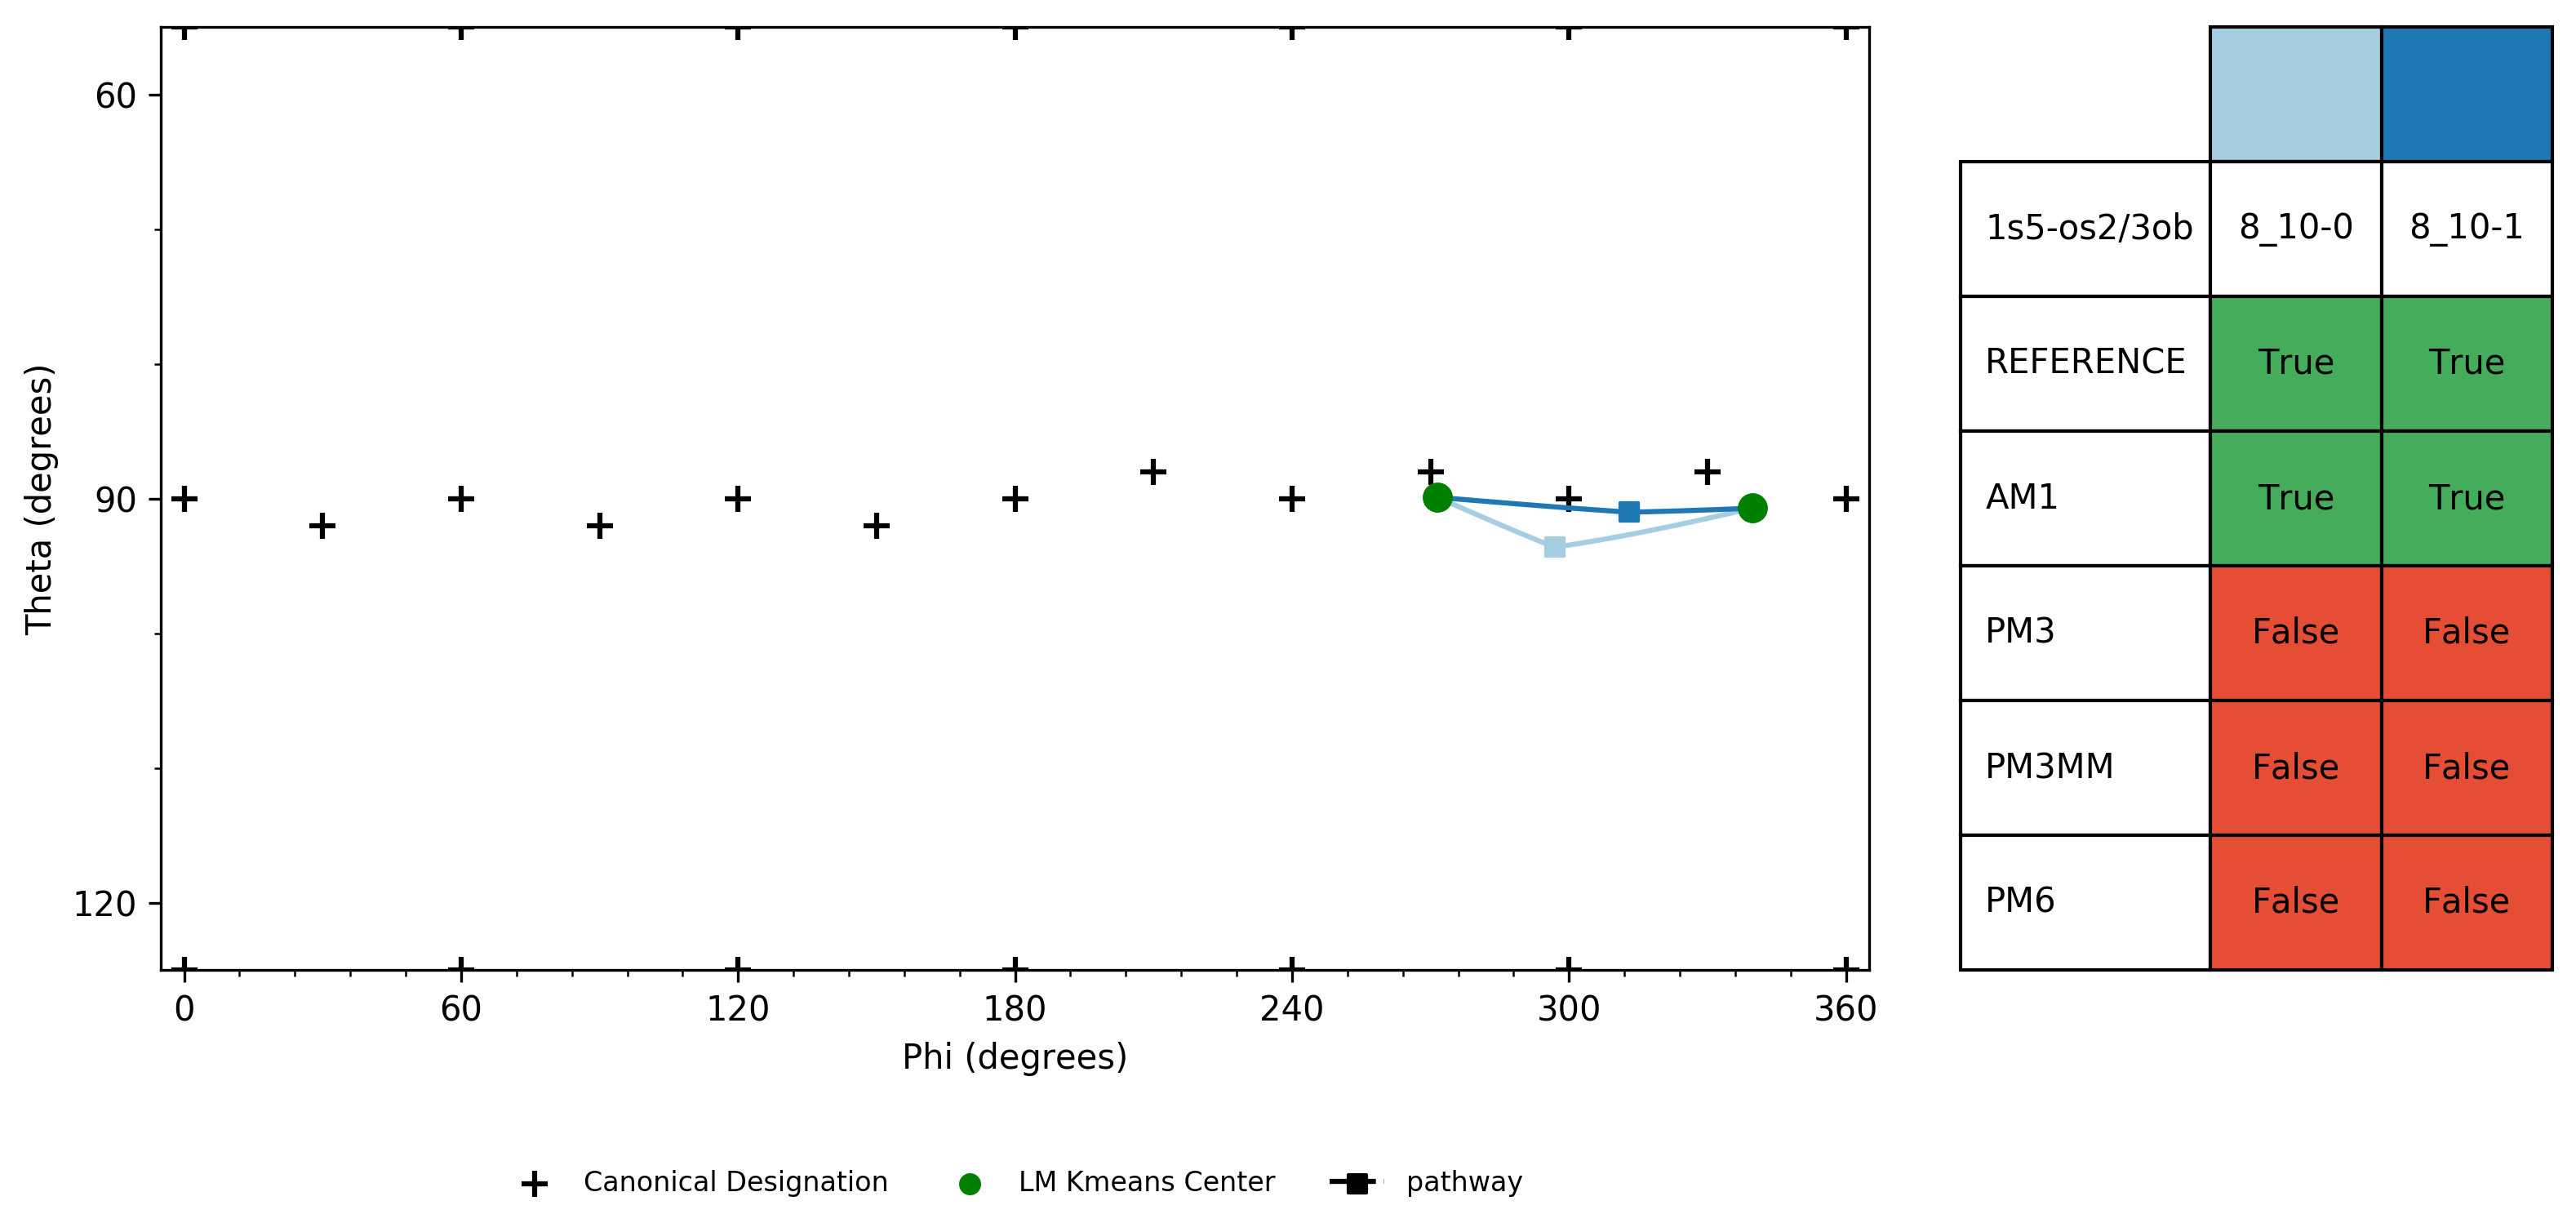 60
90
120
Theta (degrees)
0 60 120 180 240 300 360
Phi (degrees)
Canonical Designation LM Kmeans Center pathway
1s5-os2/3ob 8_10-0 8_10-1
REFERENCE True True
AM1 True True
PM3 False False
PM3MM False False
PM6 False False